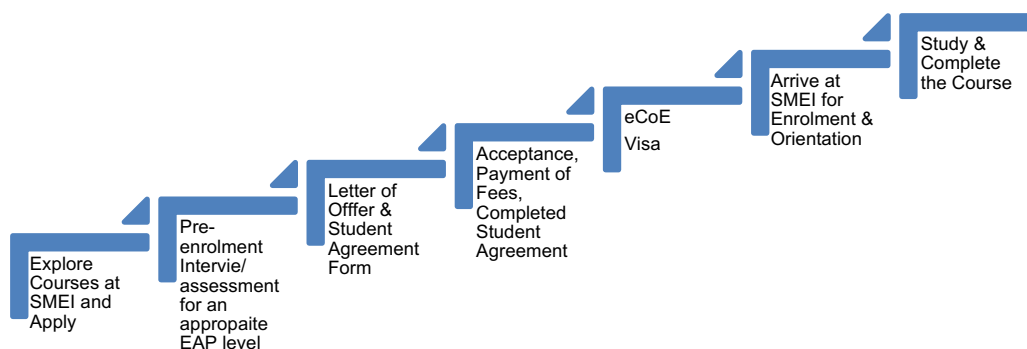 Explore
Courses at
SMEI and
Apply
Pre-
enrolment
Intervie/
assessment
for an
appropaite
EAP level
Letter of
Offfer &
Student
Agreement
Form
Acceptance,
Payment of
Fees,
Completed
Student
Agreement
eCoE
Visa
Arrive at
SMEI for
Enrolment &
Orientation
Study &
Complete
the Course